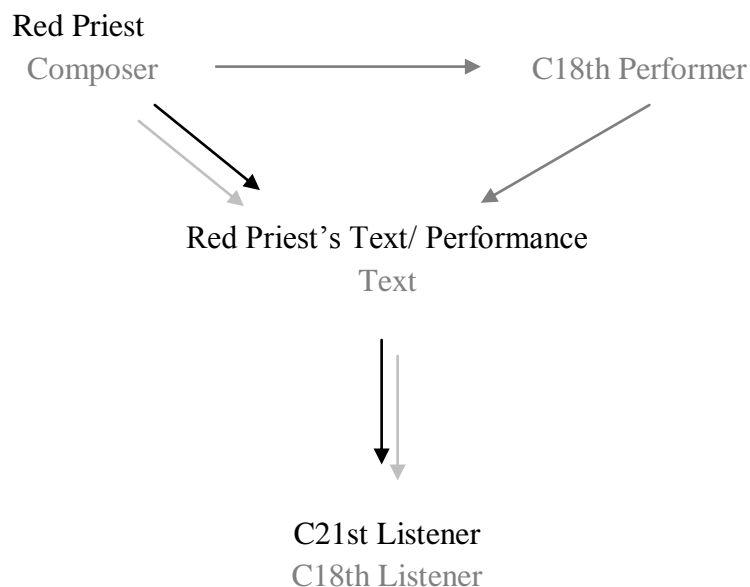 Red Priest
Composer
C18th Performer
Red Priest’s Text/ Performance
Text
C21st Listener
C18th Listener